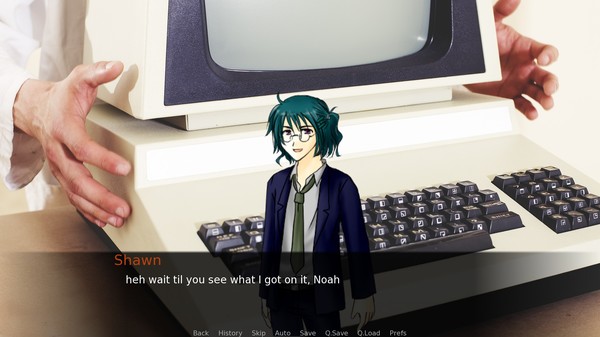 Shawn
heh wait til you see what I got on it, Noah
Back History Skip Auto Save Q.Save Q.Load Prefs